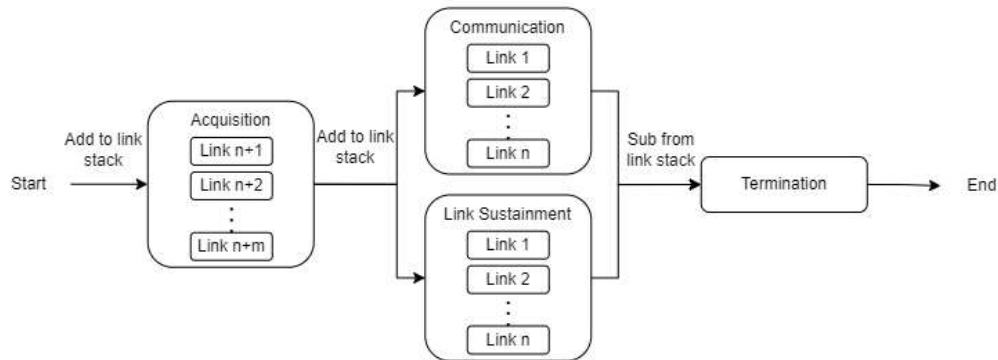 Start
Add to link
stack
Acquisition
Link n+1
Link n+2
Link n+m
Add to link
stack
Communication
Link 1
Link 2
Link n
Link Sustainment
Link 1
Link 2
Link n
Sub from
link stack
Termination
End